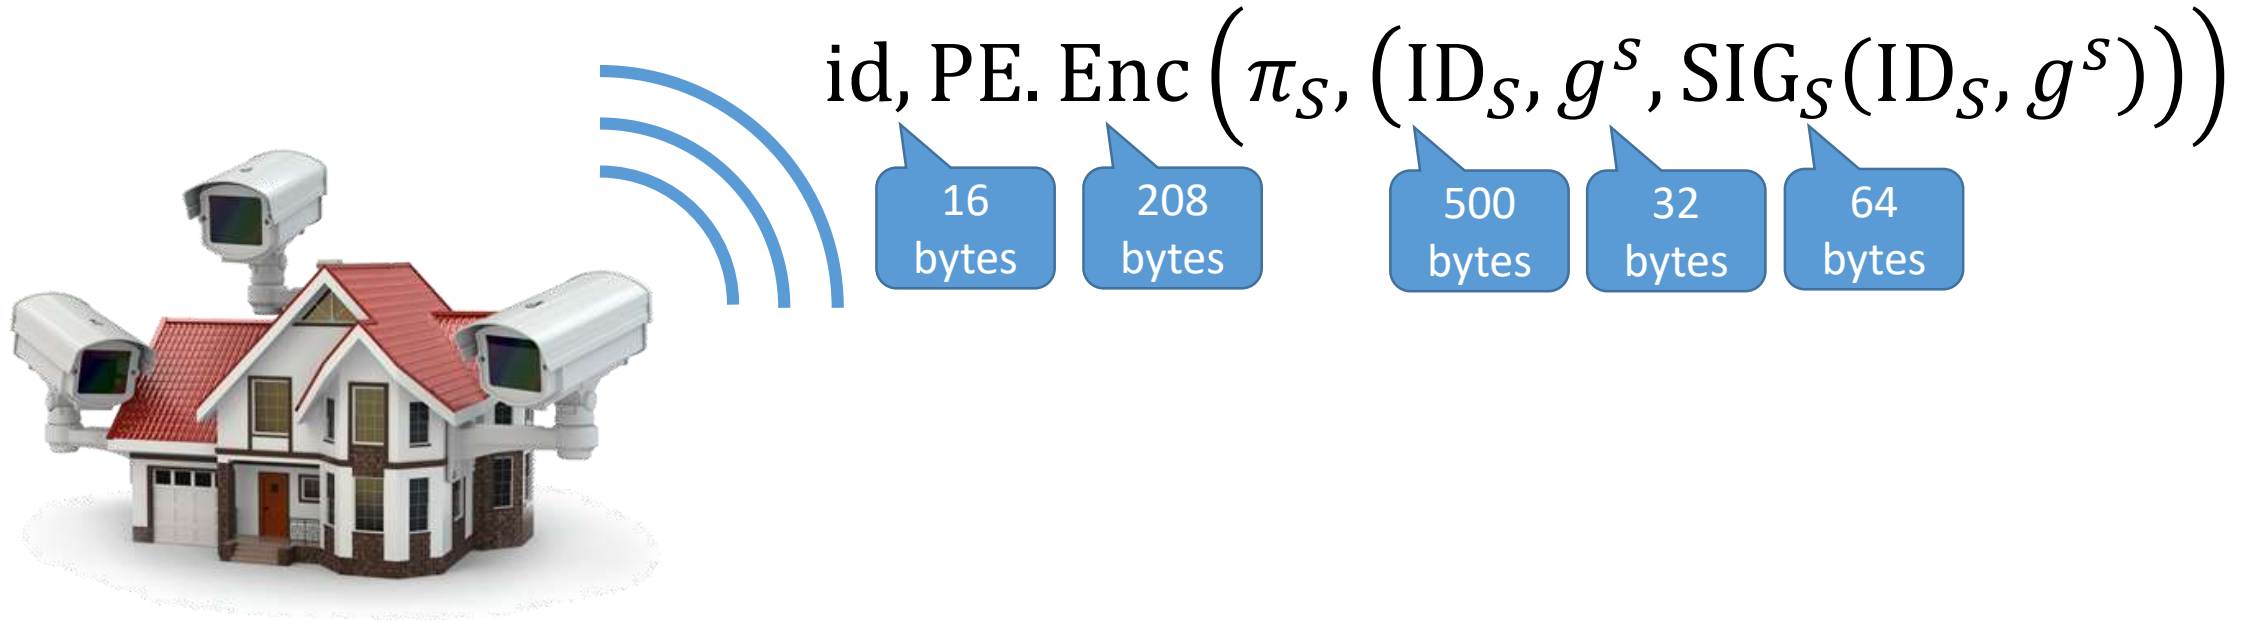 id, PE. Enc(π_S, (ID_S, g^s, SIG_S(ID_S, g^s)))
16 bytes
208 bytes
500 bytes
32 bytes
64 bytes